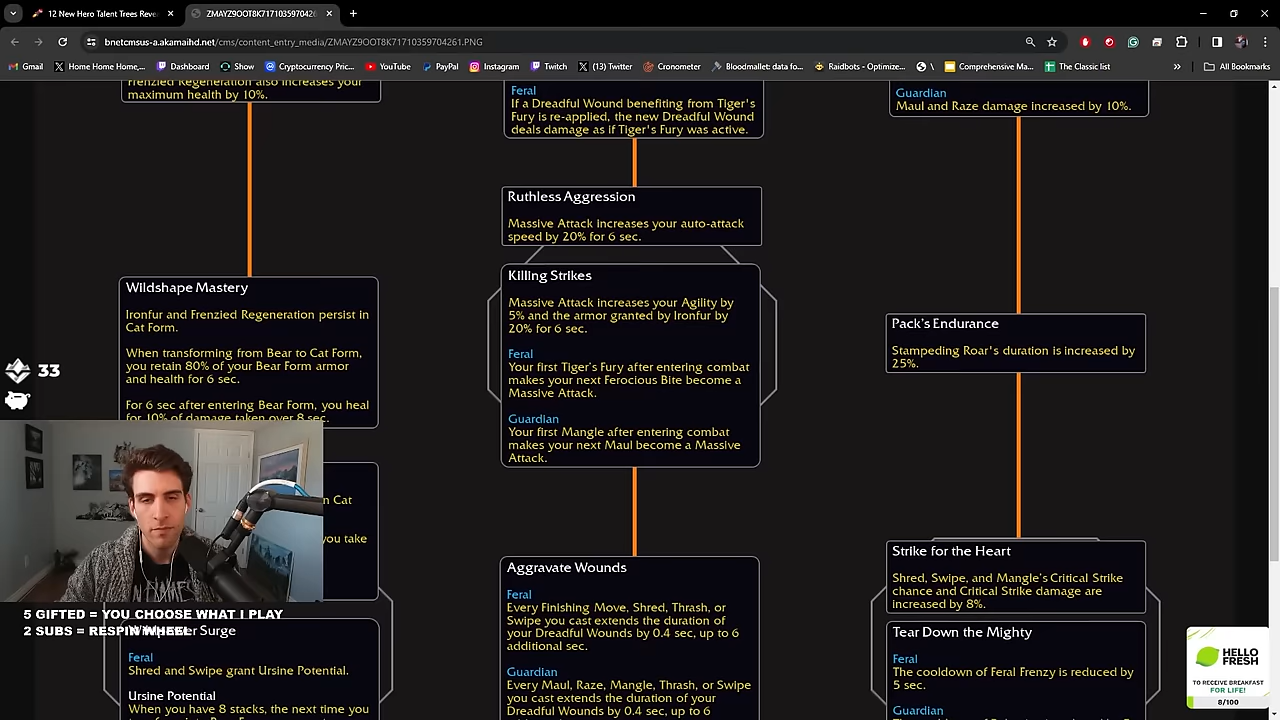 12 New Hero Talent Trees Reve
ZMAYZ9OOT8K7171035970426
bnetcmsus-a.akamaihd.net/cms/content_entry_media/ZMAYZ9OOT8K71710359704261.PNG
Gmail
Home Home Home,...
Dashboard
Show
Cryptocurrency Pric...
YouTube
PayPal
Instagram
Twitch
(13) Twitter
Cronometer
Bloodmallet: data fo...
Raidbots - Optimize...
\
Comprehensive Ma...
The Classic list
»
All Bookmarks
Frenzied Regeneration also increases your
maximum health by 10%.
Wildshape Mastery
Ironfur and Frenzied Regeneration persist in
Cat Form.
When transforming from Bear to Cat Form,
you retain 80% of your Bear Form armor
and health for 6 sec.
For 6 sec after entering Bear Form, you heal
for 10% of damage taken over 8 sec.
n Cat
you take
Surge
Feral
Shred and Swipe grant Ursine Potential.
Ursine Potential
When you have 8 stacks, the next time you
Feral
If a Dreadful Wound benefiting from Tiger's
Fury is re-applied, the new Dreadful Wound
deals damage as if Tiger's Fury was active.
Ruthless Aggression
Massive Attack increases your auto-attack
speed by 20% for 6 sec.
Killing Strikes
Massive Attack increases your Agility by
5% and the armor granted by Ironfur by
20% for 6 sec.
Feral
Your first Tiger's Fury after entering combat
makes your next Ferocious Bite become a
Massive Attack.
Guardian
Your first Mangle after entering combat
makes your next Maul become a Massive
Attack.
Aggravate Wounds
Feral
Every Finishing Move, Shred, Thrash, or
Swipe you cast extends the duration of
your Dreadful Wounds by 0.4 sec, up to 6
additional sec.
Guardian
Every Maul, Raze, Mangle, Thrash, or Swipe
you cast extends the duration of your
Dreadful Wounds by 0.4 sec, up to 6
Guardian
Maul and Raze damage increased by 10%.
Pack's Endurance
Stampeding Roar's duration is increased by
25%.
Strike for the Heart
Shred, Swipe, and Mangle's Critical Strike
chance and Critical Strike damage are
increased by 8%.
Tear Down the Mighty
Feral
The cooldown of Feral Frenzy is reduced by
5 sec.
Guardian
33
5 GIFTED = YOU CHOOSE WHAT I PLAY
2 SUBS = RESPIN WHEEL
HELLO
FRESH
TO RECEIVE BREAKFAST
FOR LIFE!
8/100